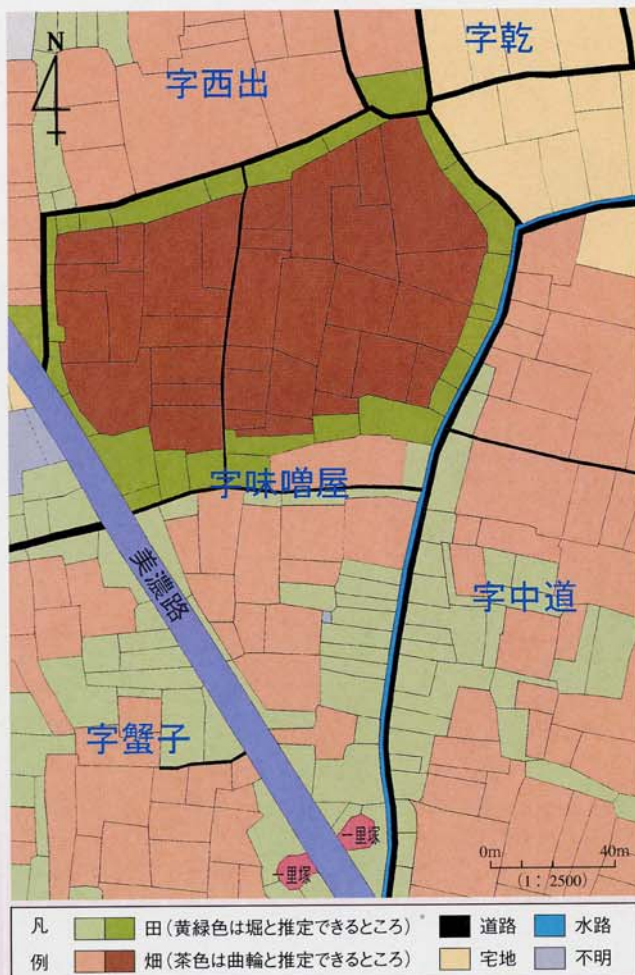 N
字乾
字西出
字味噌屋
美濃路
字中道
字蟹子
一里塚
一里塚
0m 40m
(1:2500)
凡例
田(黄緑色は堀と推定できるところ)
道路
水路
畑(茶色は曲輪と推定できるところ)
宅地
不明